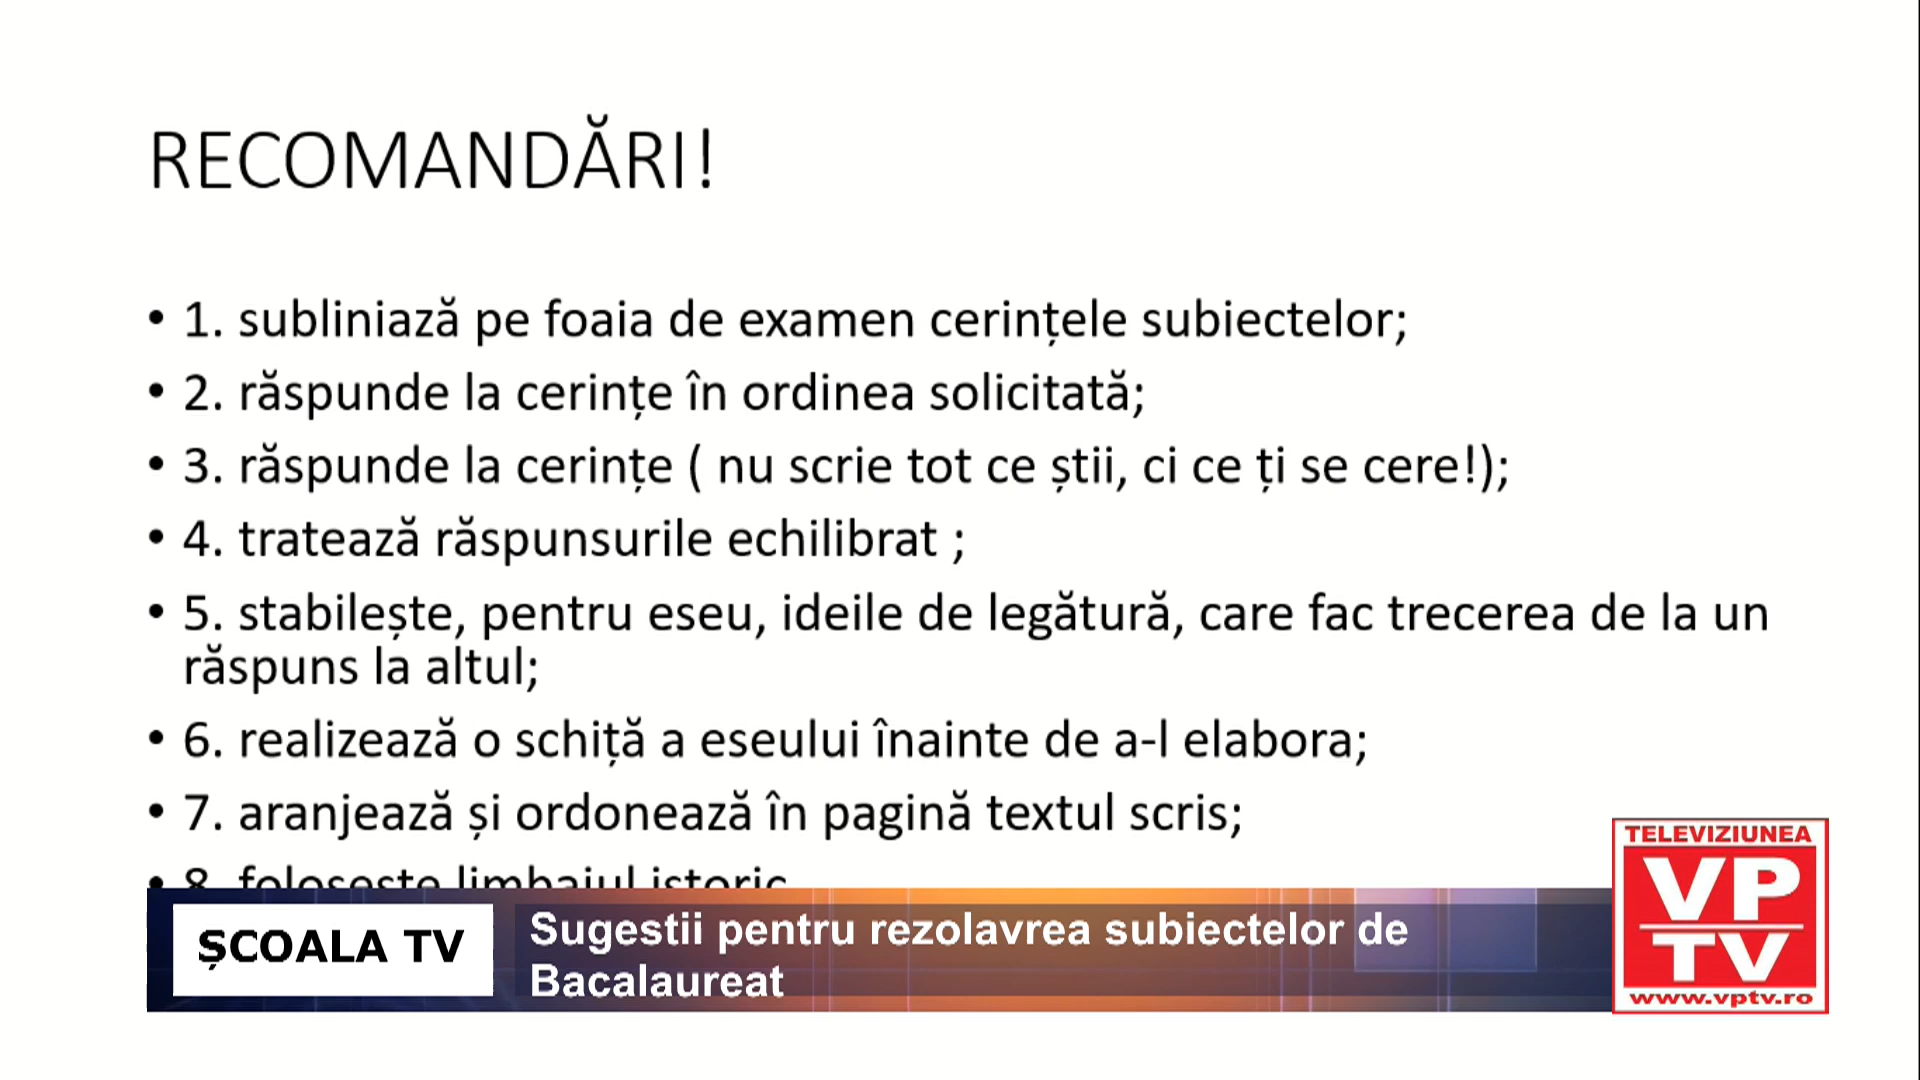 RECOMANDĂRI!
• 1. subliniază pe foaia de examen cerințele subiectelor;
• 2. răspunde la cerințe în ordinea solicitată;
• 3. răspunde la cerințe ( nu scrie tot ce știi, ci ce ți se cere!);
• 4. tratează răspunsurile echilibrat ;
• 5. stabilește, pentru eseu, ideile de legătură, care fac trecerea de la un
răspuns la altul;
• 6. realizează o schiță a eseului înainte de a-l elabora;
• 7. aranjează și ordonează în pagină textul scris;
• 8. folosește limbajul istoric
ȘCOALA TV
Sugestii pentru rezolavrea subiectelor de
Bacalaureat
TELEVIZIUNEA
VP
TV
www.vptv.ro